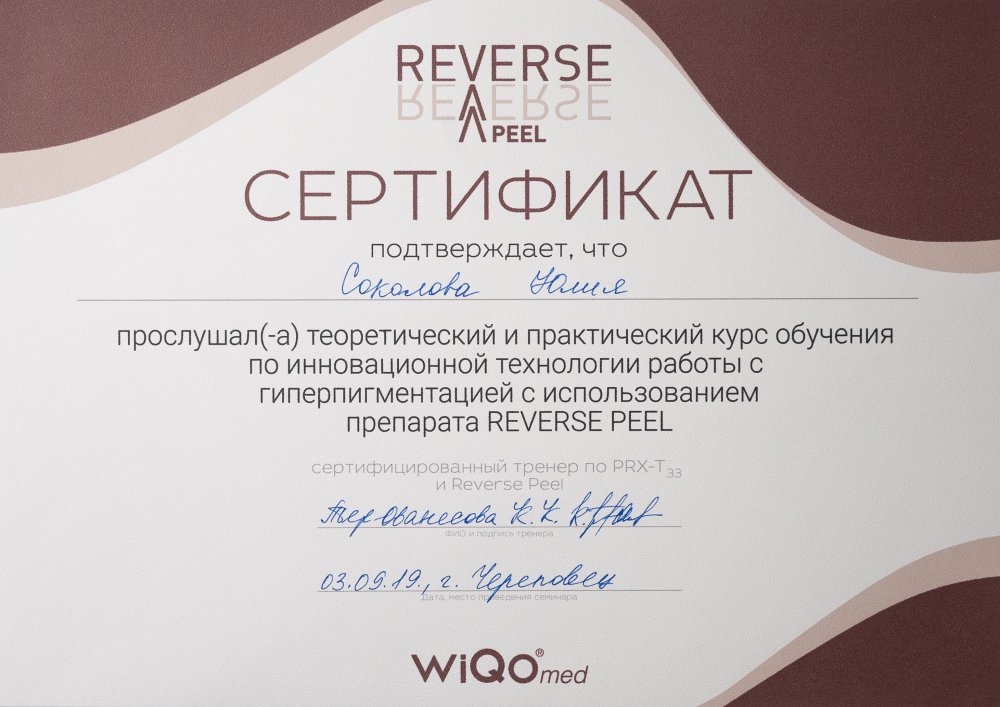 REVERSE
PEEL
СЕРТИФИКАТ
подтверждает, что
Соколова Юлия
прослушал(-а) теоретический и практический курс обучения
по инновационной технологии работы с
гиперпигментацией с использованием
препарата REVERSE PEEL
сертифицированный тренер по PRX-T33
и Reverse Peel
Тер-Ованесова К. К.
ФИО и подпись тренера
03.09.19., г. Череповец
Дата, место проведения семинара
WiQo® med